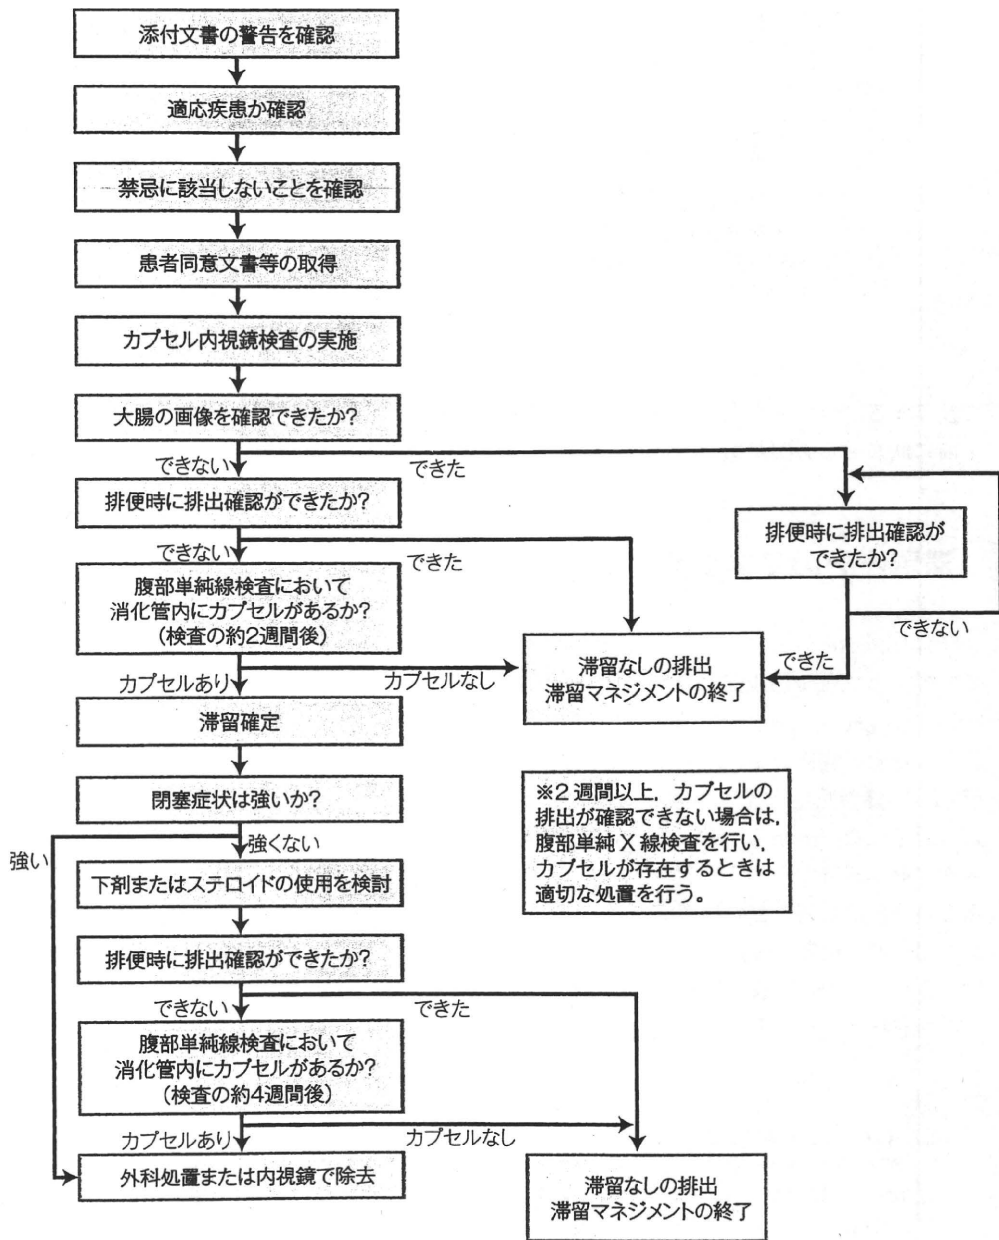 添付文書の警告を確認
適応疾患か確認
禁忌に該当しないことを確認
患者同意文書等の取得
カプセル内視鏡検査の実施
大腸の画像を確認できたか?
できない
できた
排便時に排出確認ができたか?
排便時に排出確認が
できたか?
できない
できた
腹部単純線検査において
消化管内にカプセルがあるか?
(検査の約2週間後)
できない
できた
滞留なしの排出
滞留マネジメントの終了
カプセルあり
カプセルなし
滞留確定
閉塞症状は強いか?
※2週間以上,カプセルの
排出が確認できない場合は,
腹部単純X線検査を行い,
カプセルが存在するときは
適切な処置を行う。
強い
強くない
下剤またはステロイドの使用を検討
排便時に排出確認ができたか?
できない
できた
腹部単純線検査において
消化管内にカプセルがあるか?
(検査の約4週間後)
カプセルあり
カプセルなし
外科処置または内視鏡で除去
滞留なしの排出
滞留マネジメントの終了